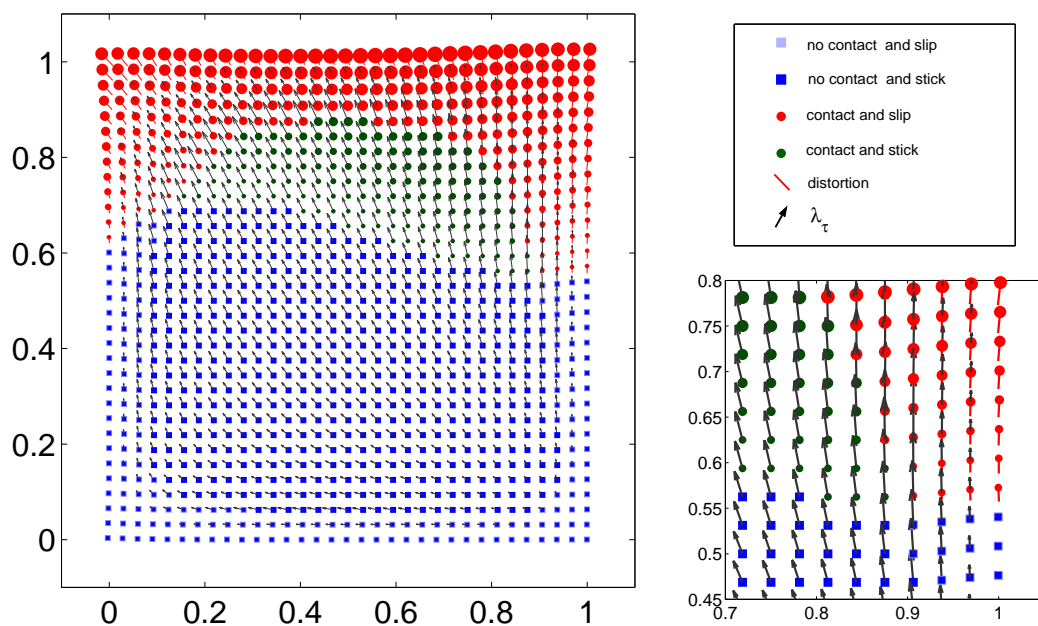 1
0.8
0.6
0.4
0.2
0
0 0.2 0.4 0.6 0.8 1
no contact and slip
no contact and stick
contact and slip
contact and stick
distortion
λτ
0.8
0.75
0.7
0.65
0.6
0.55
0.5
0.45
0.7 0.8 0.9 1